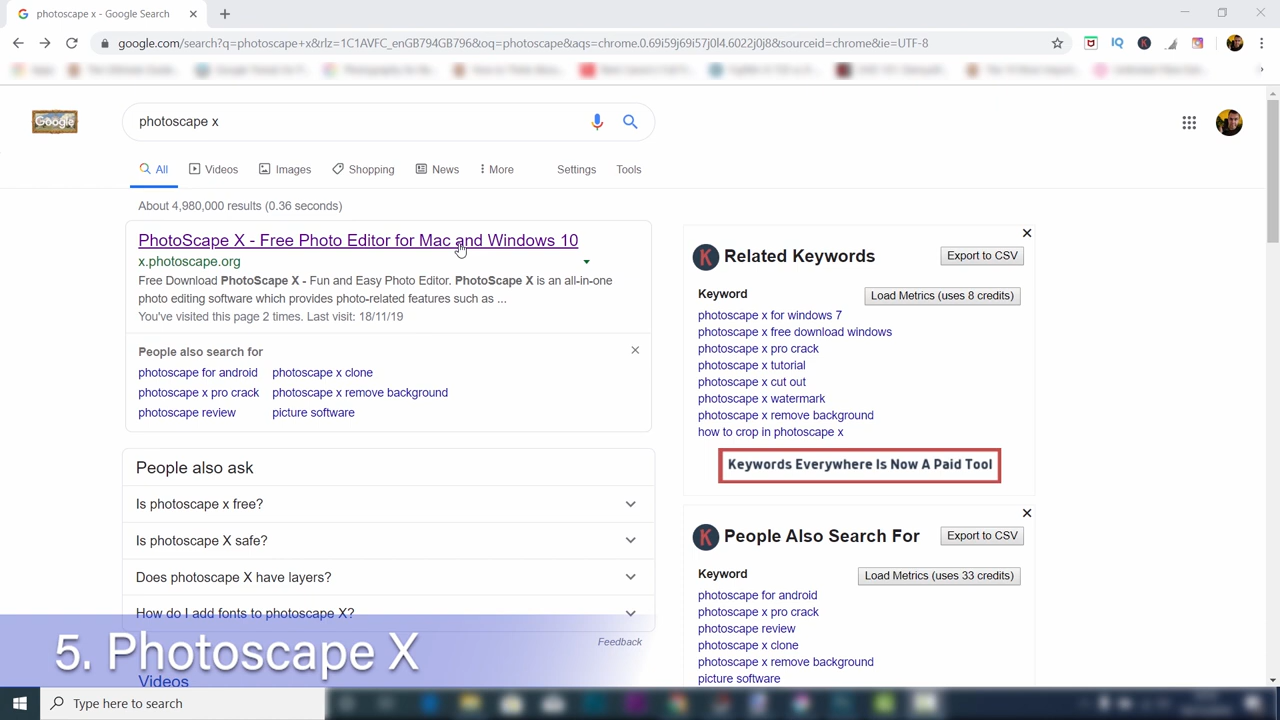 photoscape x - Google Search
google.com/search?q=photoscape+x&rlz=1C1AVFC_enGB794GB796&oq=photspape&aqs=chrome.0.69i59j69i57j0l4.6022j0j8&sourceid=chrome&ie=UTF-8
Google
photoscape x
All Videos Images Shopping News More Settings Tools
About 4,980,000 results (0.36 seconds)
PhotoScape X - Free Photo Editor for Mac and Windows 10
x.photoscape.org
Free Download PhotoScape X - Fun and Easy Photo Editor. PhotoScape X is an all-in-one
photo editing software which provides photo-related features such as ...
You've visited this page 2 times. Last visit: 18/11/19
People also search for
photoscape for android photoscape x clone
photoscape x pro crack photoscape x remove background
photoscape review picture software
People also ask
Is photoscape x free?
Is photoscape X safe?
Does photoscape X have layers?
How do I add fonts to photoscape X?
Feedback
Videos
K Related Keywords Export to CSV
Keyword Load Metrics (uses 8 credits)
photoscape x for windows 7
photoscape x free download windows
photoscape x pro crack
photoscape x tutorial
photoscape x cut out
photoscape x watermark
photoscape x remove background
how to crop in photoscape x
Keywords Everywhere Is Now A Paid Tool
K People Also Search For Export to CSV
Keyword Load Metrics (uses 33 credits)
photoscape for android
photoscape x pro crack
photoscape review
photoscape x clone
photoscape x remove background
picture software
5. Photoscape X
Type here to search